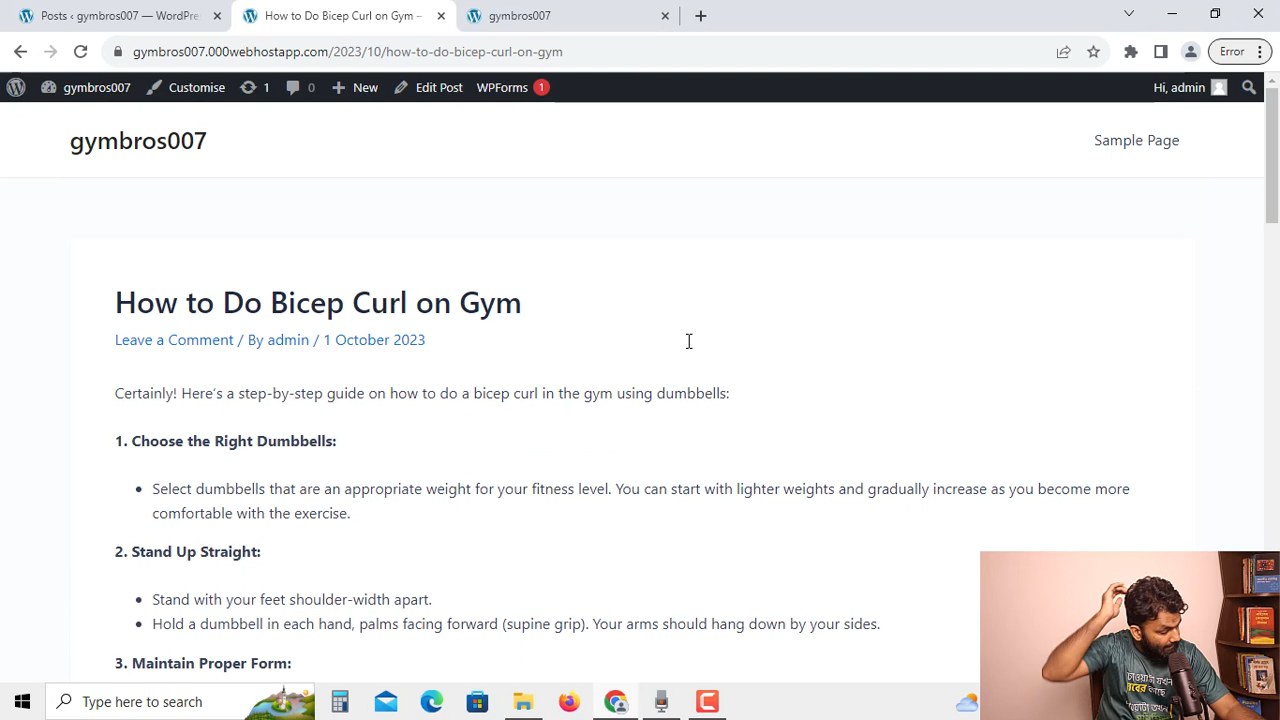 Posts ‹ gymbros007 — WordPre
How to Do Bicep Curl on Gym –
gymbros007
gymbros007.000webhostapp.com/2023/10/how-to-do-bicep-curl-on-gym
Error
gymbros007
Customise
1
0
New
Edit Post
WPForms 1
Hi, admin
gymbros007
Sample Page
How to Do Bicep Curl on Gym
Leave a Comment / By admin / 1 October 2023
Certainly! Here’s a step-by-step guide on how to do a bicep curl in the gym using dumbbells:
1. Choose the Right Dumbbells:
• Select dumbbells that are an appropriate weight for your fitness level. You can start with lighter weights and gradually increase as you become more
comfortable with the exercise.
2. Stand Up Straight:
• Stand with your feet shoulder-width apart.
• Hold a dumbbell in each hand, palms facing forward (supine grip). Your arms should hang down by your sides.
3. Maintain Proper Form:
Type here to search